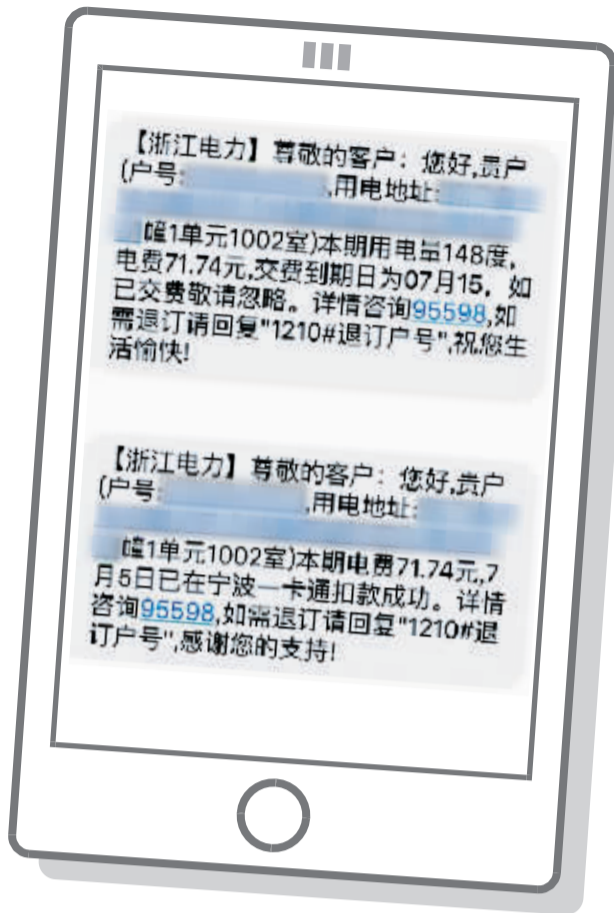 【浙江电力】尊敬的客户：您好,贵户
(户号:
,用电地址:
幢1单元1002室)本期用电量148度,
电费71.74元,交费到期日为07月15，如
已交费敬请忽略。详情咨询95598,如
需退订请回复"1210#退订户号",祝您生
活愉快!
【浙江电力】尊敬的客户：您好,贵户
(户号:
,用电地址:
幢1单元1002室)本期电费71.74元,7
月5日已在宁波一卡通扣款成功。详情
咨询95598,如需退订请回复"1210#退
订户号",感谢您的支持!